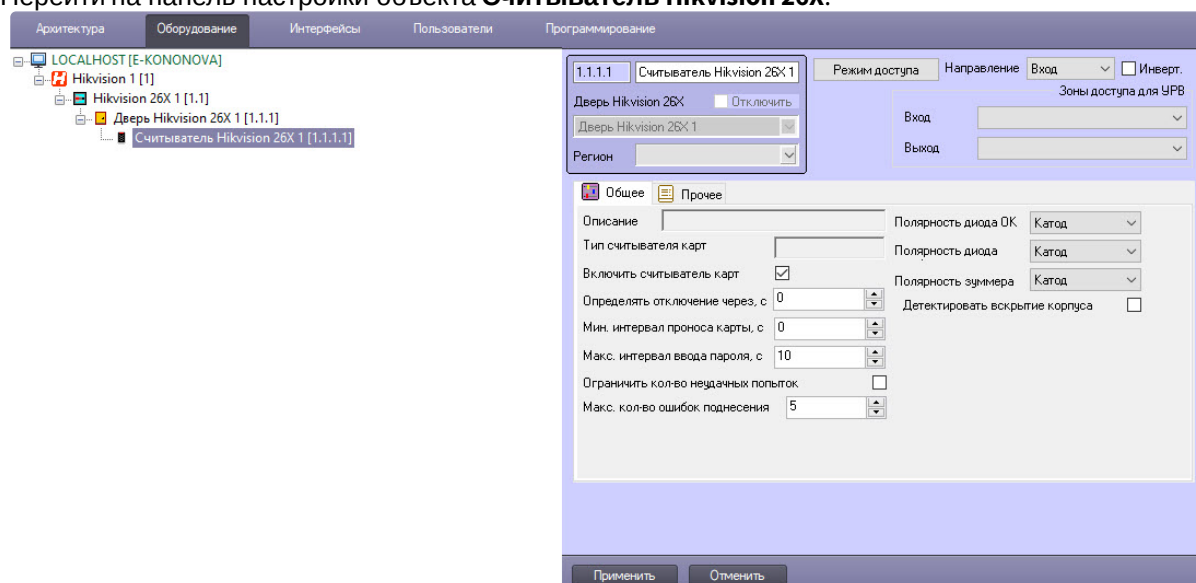 Перейти на панель настройки объекта Считыватель Hikvision 26X.
Архитектура Оборудование Интерфейсы Пользователи Программирование
LOCALHOST [E-KONONOVA]
Hikvision 1 [1]
Hikvision 26X 1 [1.1]
Дверь Hikvision 26X 1 [1.1.1]
Считыватель Hikvision 26X 1 [1.1.1.1]
1.1.1.1 Считыватель Hikvision 26X 1 Режим доступа Направление Вход Инверт.
Дверь Hikvision 26X Отключить
Дверь Hikvision 26X 1
Регион
Зоны доступа для УРВ
Вход
Выход
Общее Прочее
Описание
Тип считывателя карт
Включить считыватель карт
Определять отключение через, с 0
Мин. интервал проноса карты, с 0
Макс. интервал ввода пароля, с 10
Ограничить кол-во неудачных попыток
Макс. кол-во ошибок поднесения 5
Полярность диода ОК Катод
Полярность диода Катод
Полярность зуммера Катод
Детектировать вскрытие корпуса
Применить Отменить